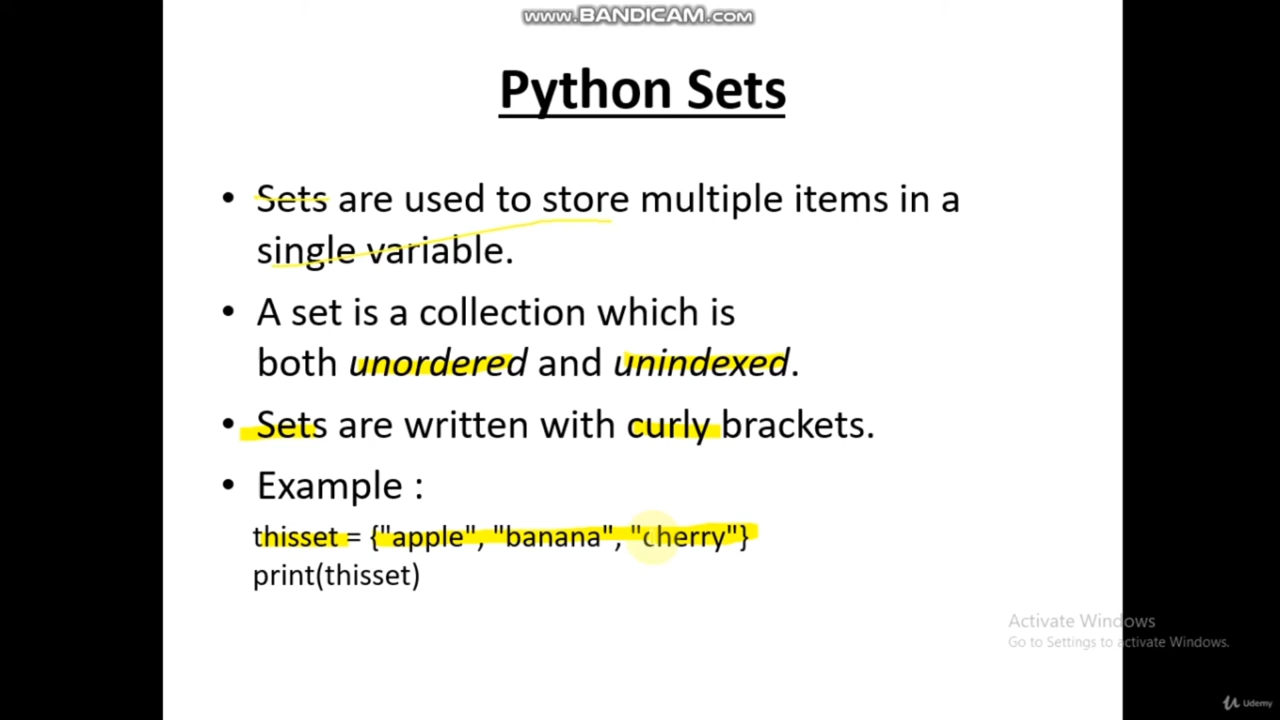 www.BANDICAM.com
Python Sets
• Sets are used to store multiple items in a
single variable.
• A set is a collection which is
both unordered and unindexed.
• Sets are written with curly brackets.
• Example :
thisset = {"apple", "banana", "cherry"}
print(thisset)
Activate Windows
Go to Settings to activate Windows.
Udemy